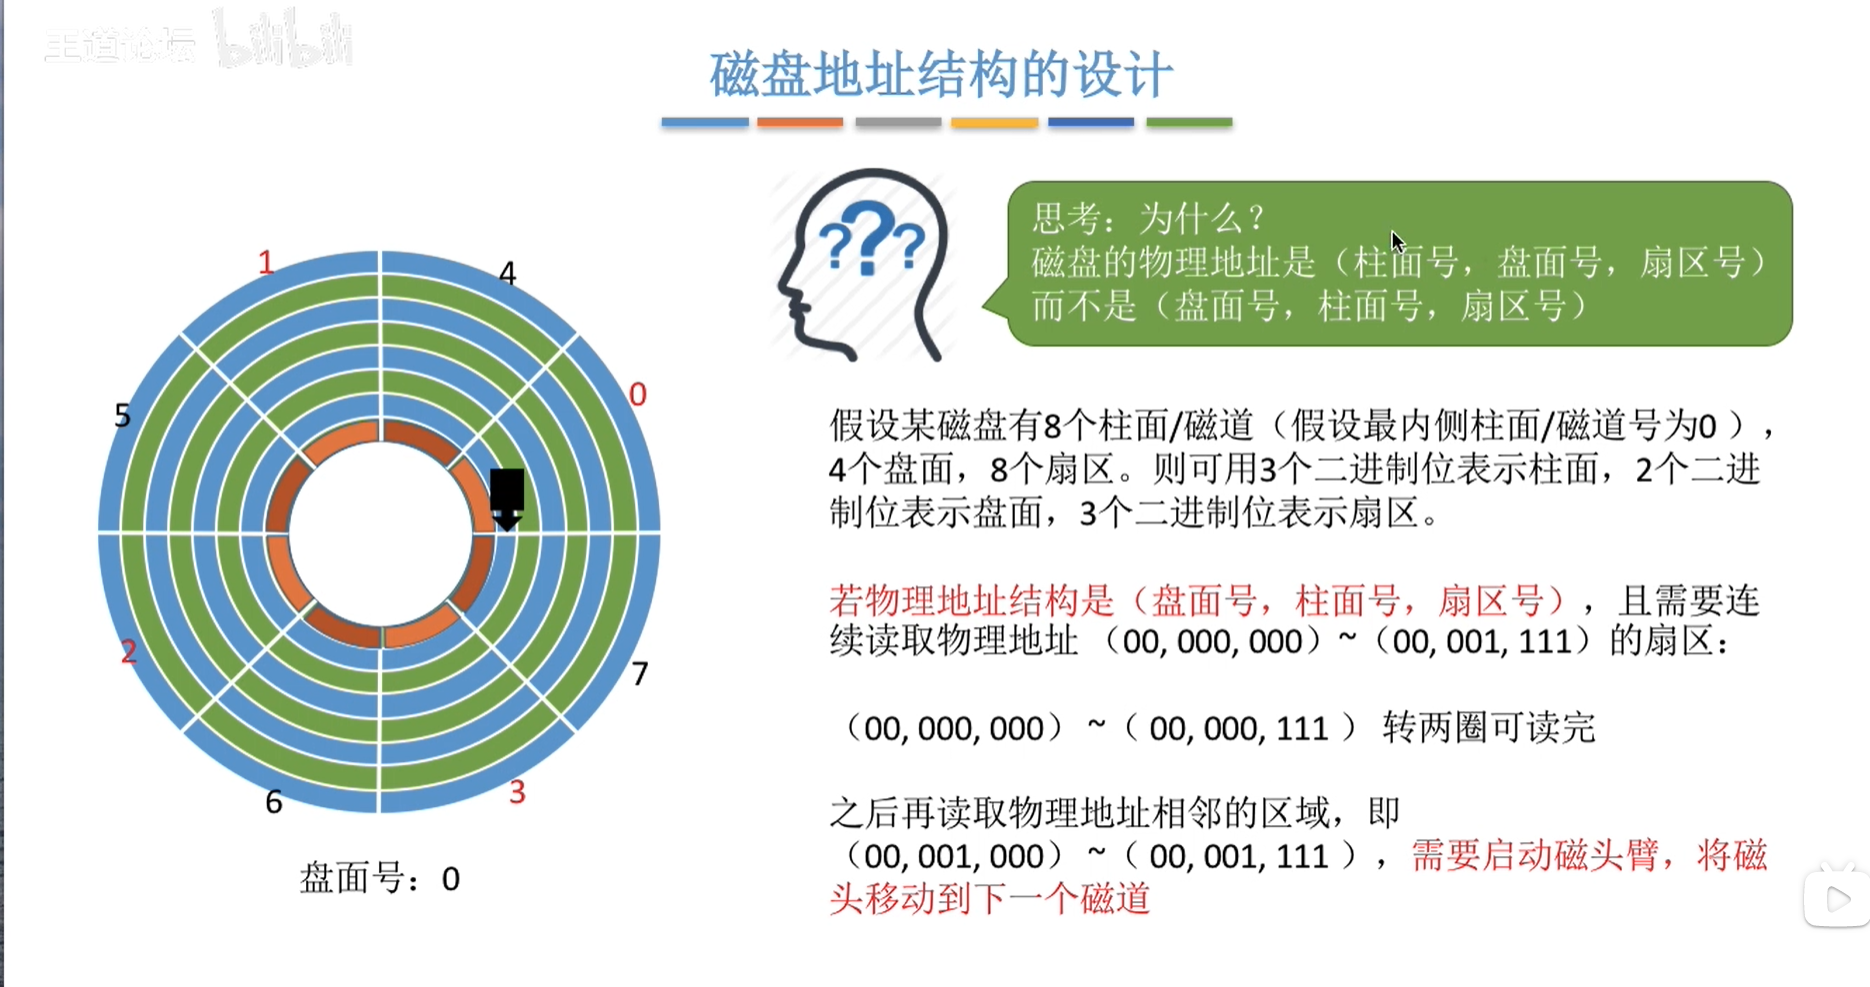 王道论坛 bilibili
磁盘地址结构的设计
???
思考：为什么？
磁盘的物理地址是（柱面号，盘面号，扇区号）
而不是（盘面号，柱面号，扇区号）
1
4
0
5
2
7
6
3
盘面号：0
假设某磁盘有8个柱面/磁道（假设最内侧柱面/磁道号为0 ），
4个盘面，8个扇区。则可用3个二进制位表示柱面，2个二进
制位表示盘面，3个二进制位表示扇区。
若物理地址结构是（盘面号，柱面号，扇区号），且需要连
续读取物理地址 （00, 000, 000）~（00, 001, 111）的扇区：
（00, 000, 000） ~（ 00, 000, 111 ） 转两圈可读完
之后再读取物理地址相邻的区域，即
（00, 001, 000） ~（ 00, 001, 111 ），需要启动磁头臂，将磁
头移动到下一个磁道